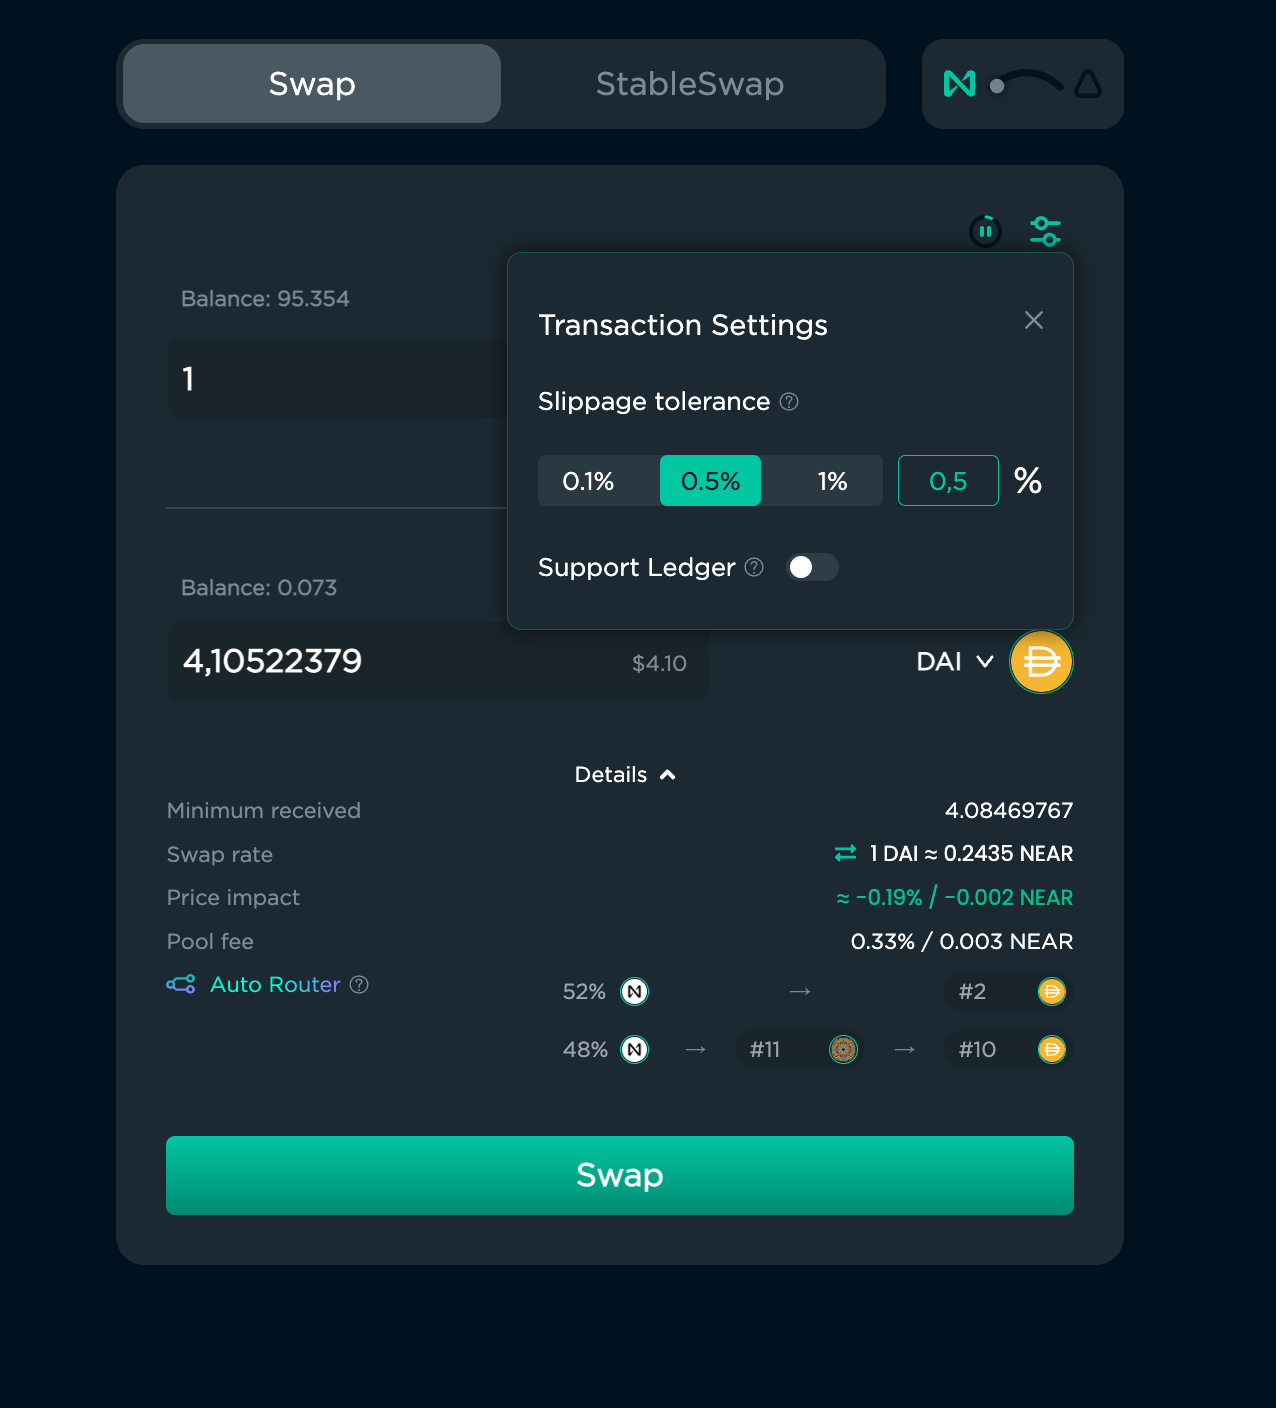 Swap
StableSwap
Balance: 95.354
Transaction Settings
1
Slippage tolerance
0.1%
0.5%
1%
0,5
%
Support Ledger
Balance: 0.073
4,10522379
$4.10
DAI
Details
Minimum received
4.08469767
Swap rate
1 DAI ≈ 0.2435 NEAR
Price impact
≈ -0.19% / -0.002 NEAR
Pool fee
0.33% / 0.003 NEAR
Auto Router
52%
→
#2
48%
→
#11
→
#10
Swap